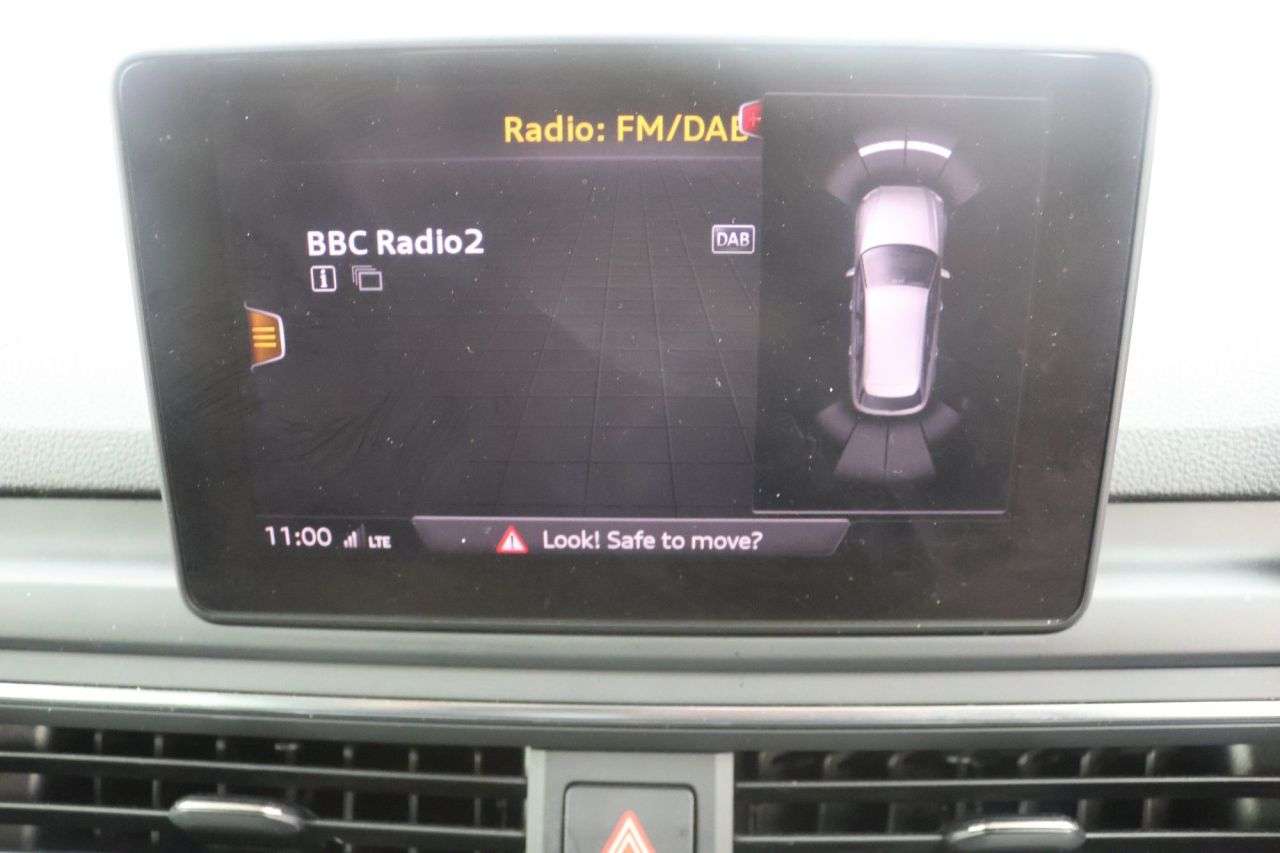 Radio: FM/DAB
BBC Radio2
DAB
i
11:00 LTE
Look! Safe to move?